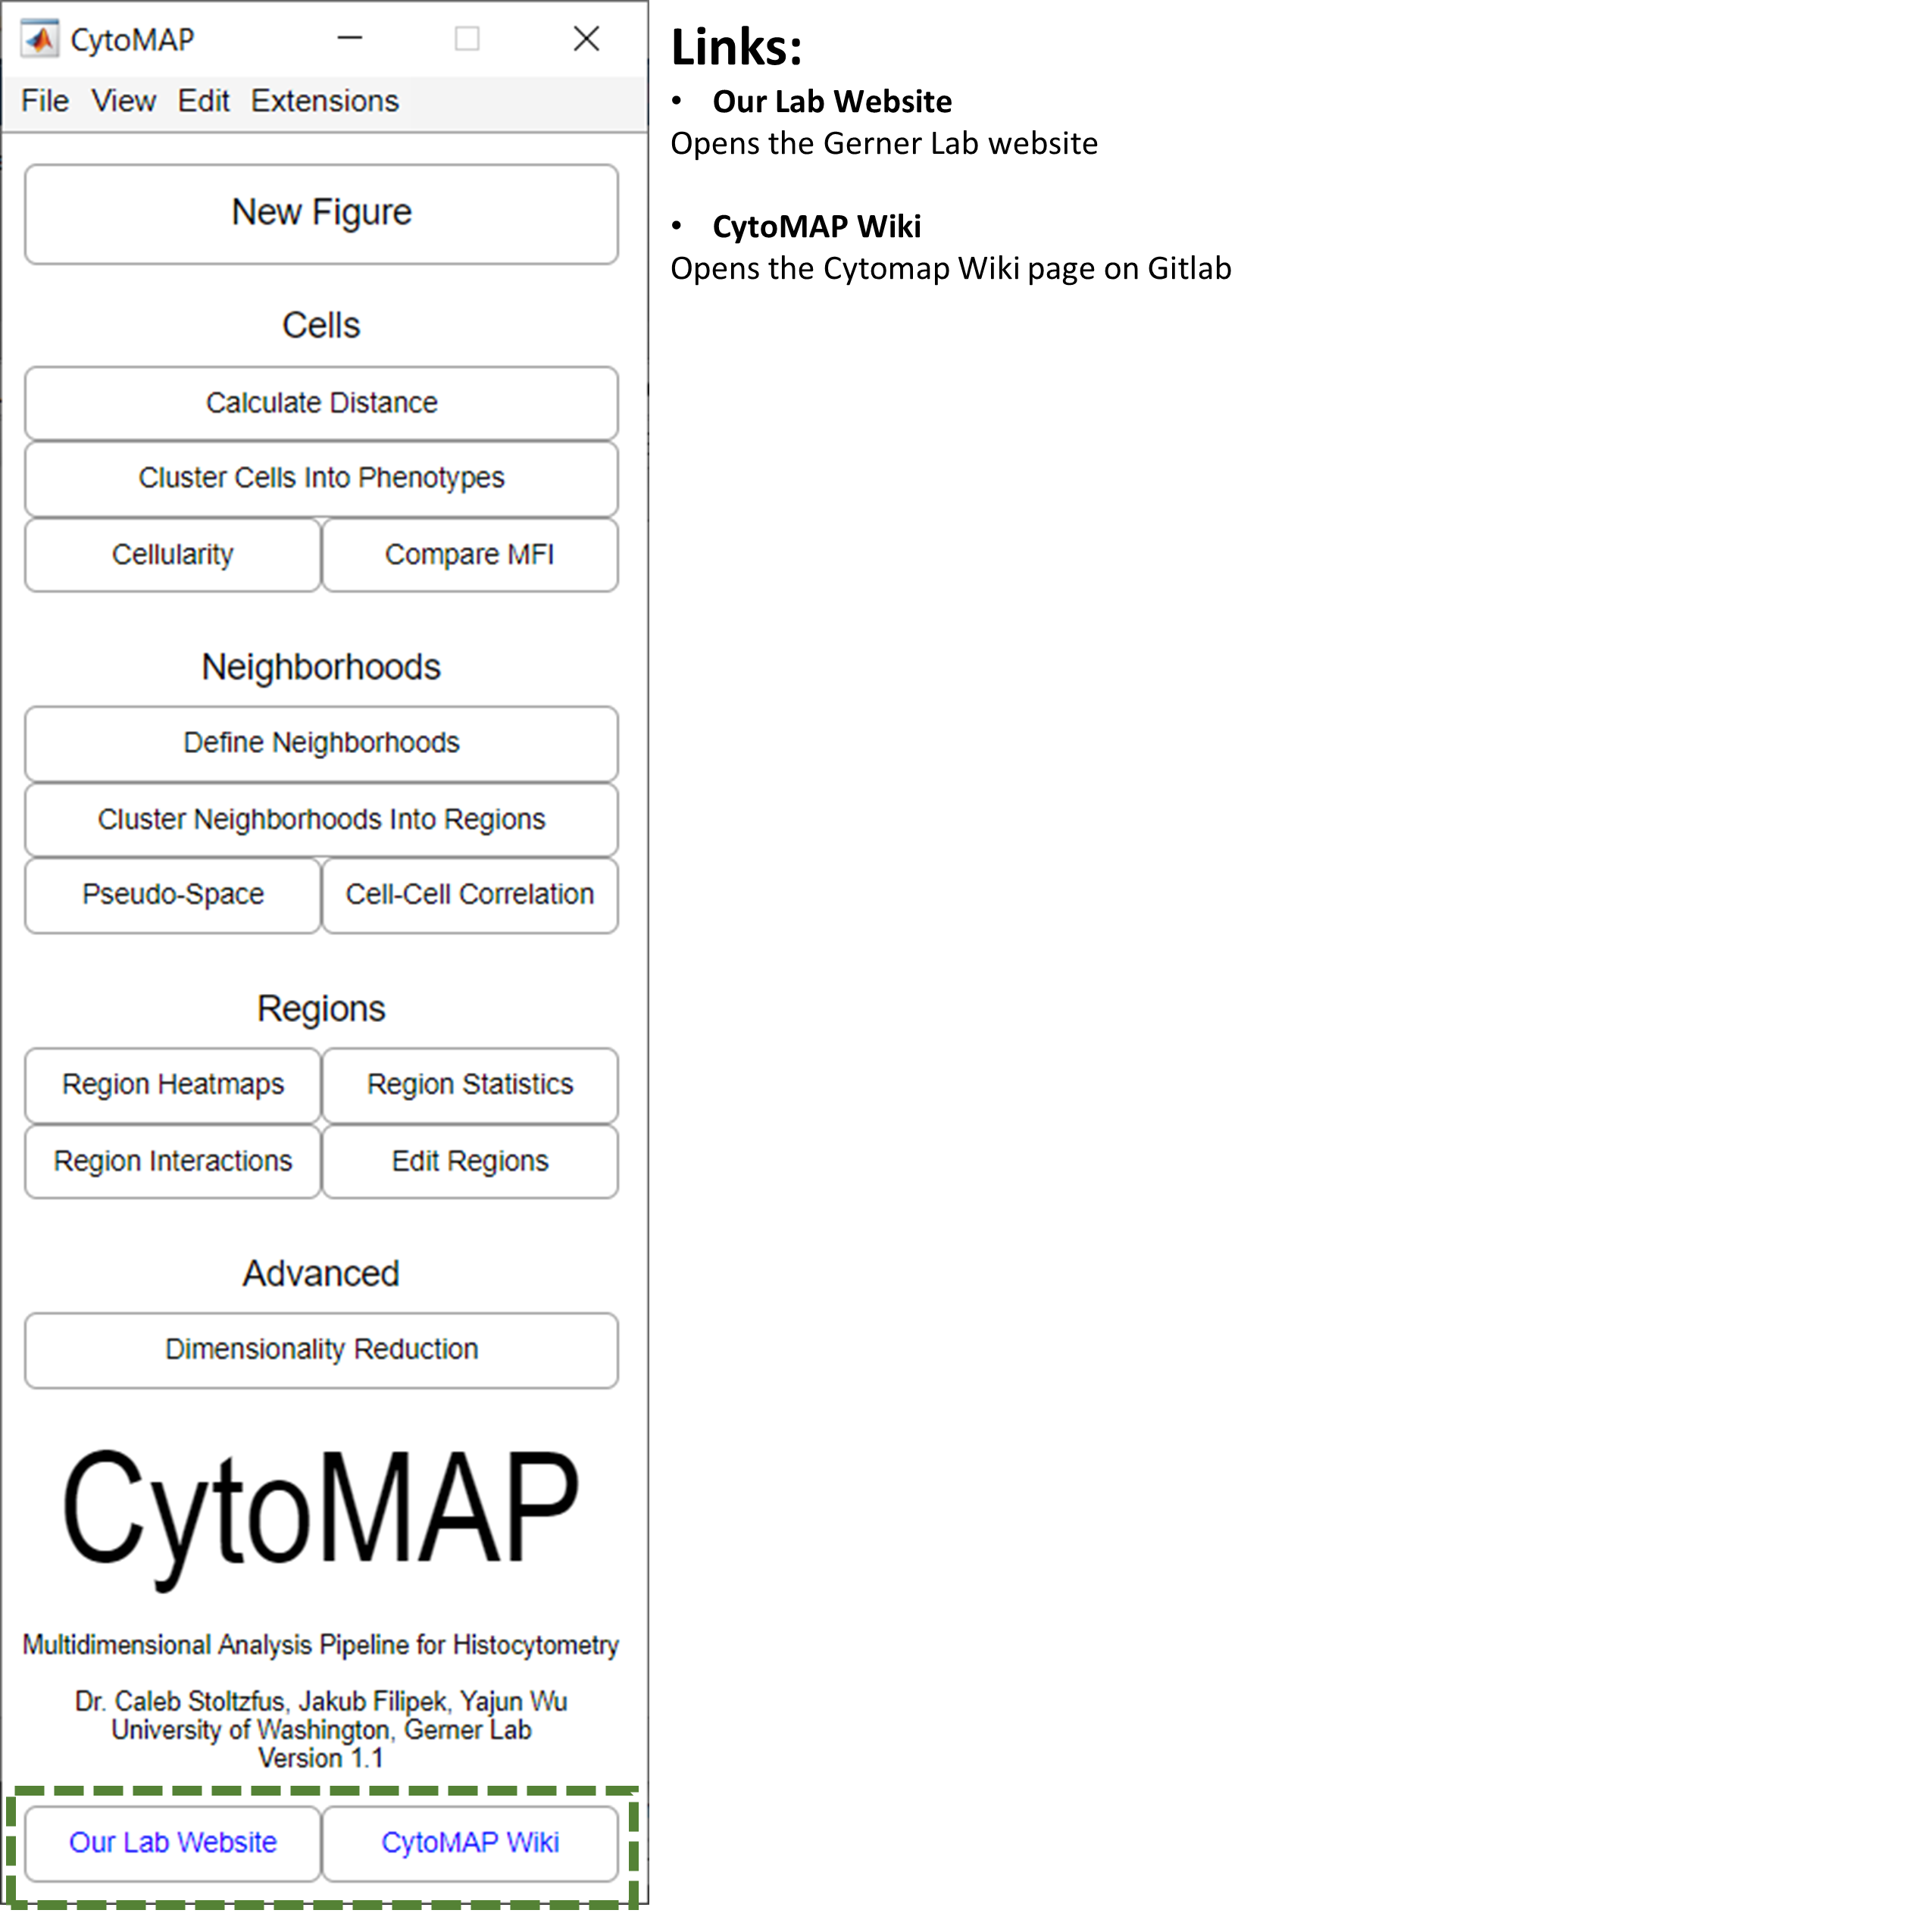 CytoMAP
File View Edit Extensions
New Figure
Cells
Calculate Distance
Cluster Cells Into Phenotypes
Cellularity Compare MFI
Neighborhoods
Define Neighborhoods
Cluster Neighborhoods Into Regions
Pseudo-Space Cell-Cell Correlation
Regions
Region Heatmaps Region Statistics
Region Interactions Edit Regions
Advanced
Dimensionality Reduction
CytoMAP
Multidimensional Analysis Pipeline for Histocytometry
Dr. Caleb Stoltzfus, Jakub Filipek, Yajun Wu
University of Washington, Gerner Lab
Version 1.1
Our Lab Website CytoMAP Wiki
Links:
• Our Lab Website
Opens the Gerner Lab website
• CytoMAP Wiki
Opens the Cytomap Wiki page on Gitlab